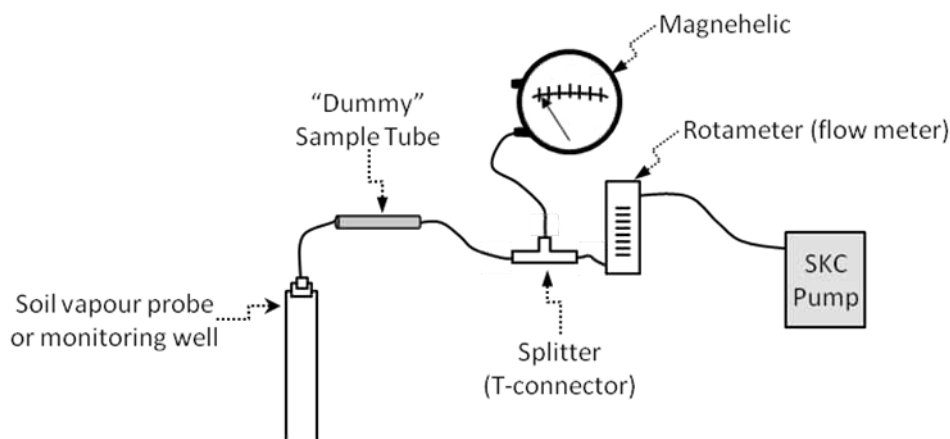 Magnehelic
“Dummy”
Sample Tube
Rotameter (flow meter)
SKC
Pump
Soil vapour probe
or monitoring well
Splitter
(T-connector)